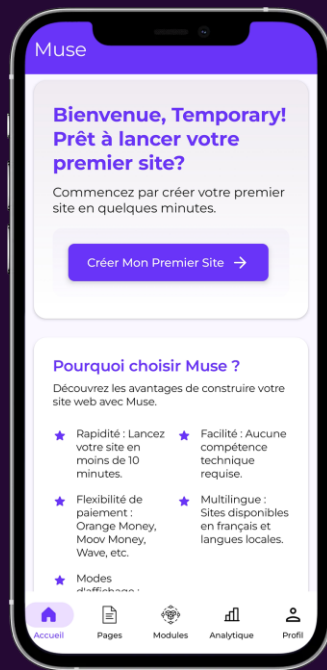 Muse
Bienvenue, Temporary!
Prêt à lancer votre
premier site?
Commencez par créer votre premier
site en quelques minutes.
Créer Mon Premier Site →
Pourquoi choisir Muse ?
Découvrez les avantages de construire votre
site web avec Muse.
Rapidité : Lancez
votre site en
moins de 10
minutes.
Facilité : Aucune
compétence
technique
requise.
Flexibilité de
paiement :
Orange Money,
Moov Money,
Wave, etc.
Multilingue :
Sites disponibles
en français et
langues locales.
Modes
d'affichage :
Accueil
Pages
Modules
Analytique
Profil